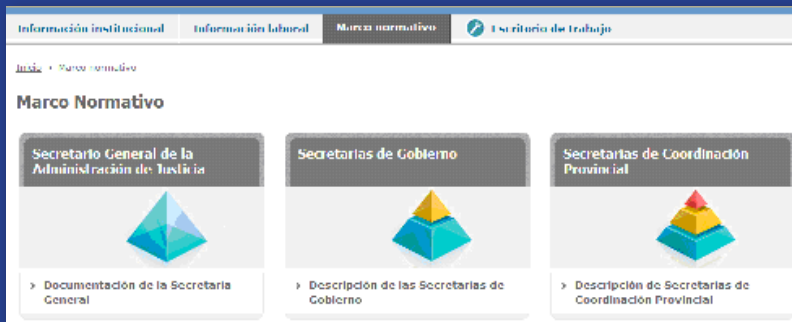 Información institucional
Información laboral
Marco normativo
Escritorio de trabajo
Inicio › Marco normativo
Marco Normativo
Secretario General de la
Administración de Justicia
Secretarías de Gobierno
Secretarías de Coordinación
Provincial
› Documentación de la Secretaría
General
› Descripción de las Secretarías de
Gobierno
› Descripción de Secretarías de
Coordinación Provincial